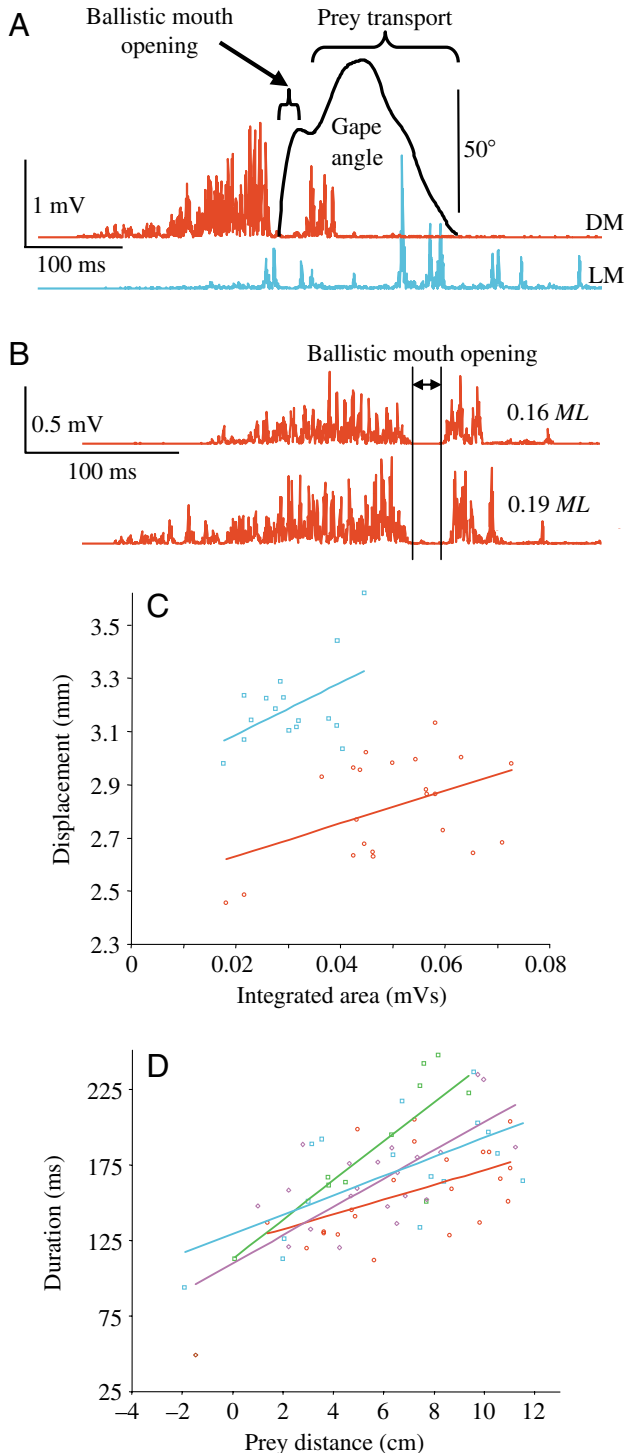 A
Ballistic mouth
opening
Prey transport
Gape
angle
50°
1 mV
100 ms
DM
LM
B
Ballistic mouth opening
0.5 mV
100 ms
0.16 ML
0.19 ML
C
3.5
3.3
3.1
2.9
2.7
2.5
2.3
Displacement (mm)
0 0.02 0.04 0.06 0.08
Integrated area (mVs)
D
225
175
125
75
25
Duration (ms)
−4 −2 0 2 4 6 8 10 12
Prey distance (cm)